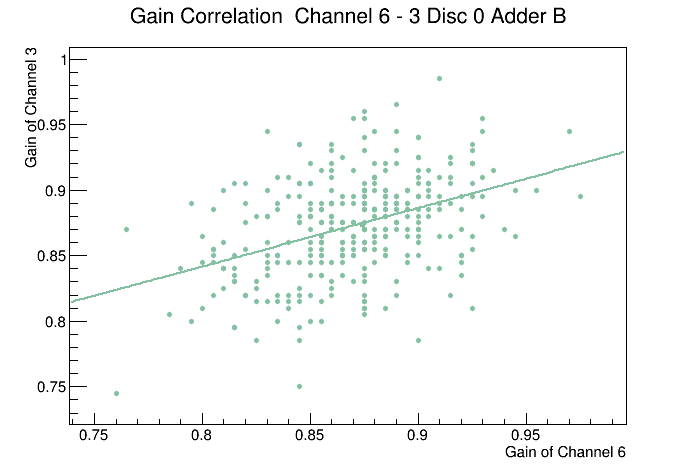 Gain Correlation  Channel 6 - 3 Disc 0 Adder B
Gain of Channel 3
1
0.95
0.9
0.85
0.8
0.75
0.75 0.8 0.85 0.9 0.95
Gain of Channel 6